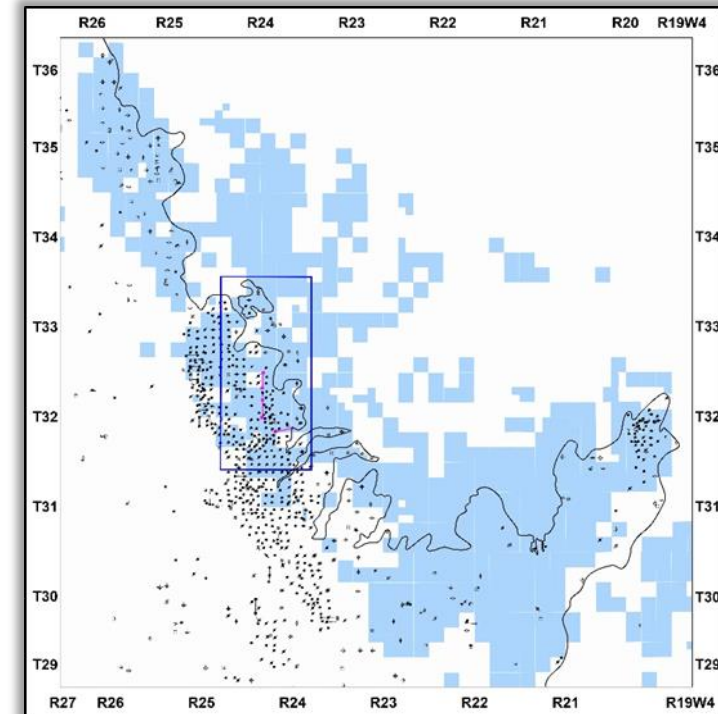 R26 R25 R24 R23 R22 R21 R20 R19W4
T36 T36
T35 T35
T34 T34
T33 T33
T32 T32
T31 T31
T30 T30
T29 T29
R27 R26 R25 R24 R23 R22 R21 R19W4